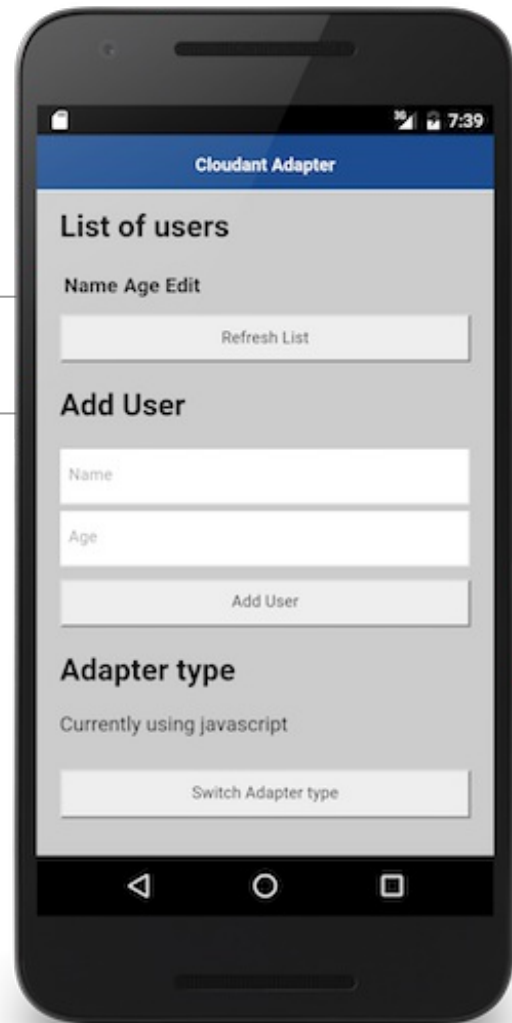 3G 7:39
Cloudant Adapter
List of users
Name Age Edit
Refresh List
Add User
Name
Age
Add User
Adapter type
Currently using javascript
Switch Adapter type